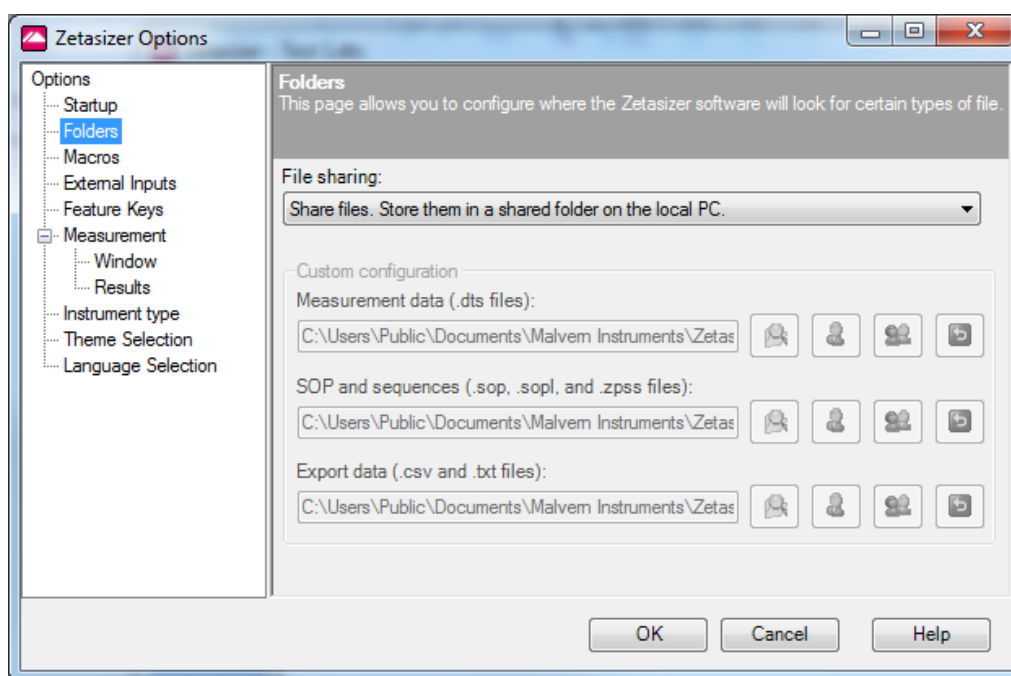 Zetasizer Options
Options
Startup
Folders
Macros
External Inputs
Feature Keys
Measurement
Window
Results
Instrument type
Theme Selection
Language Selection
Folders
This page allows you to configure where the Zetasizer software will look for certain types of file.
File sharing:
Share files. Store them in a shared folder on the local PC.
Custom configuration
Measurement data (.dts files):
C:\Users\Public\Documents\Malvern Instruments\Zetas
SOP and sequences (.sop, .sopl, and .zpss files):
C:\Users\Public\Documents\Malvern Instruments\Zetas
Export data (.csv and .txt files):
C:\Users\Public\Documents\Malvern Instruments\Zetas
OK
Cancel
Help